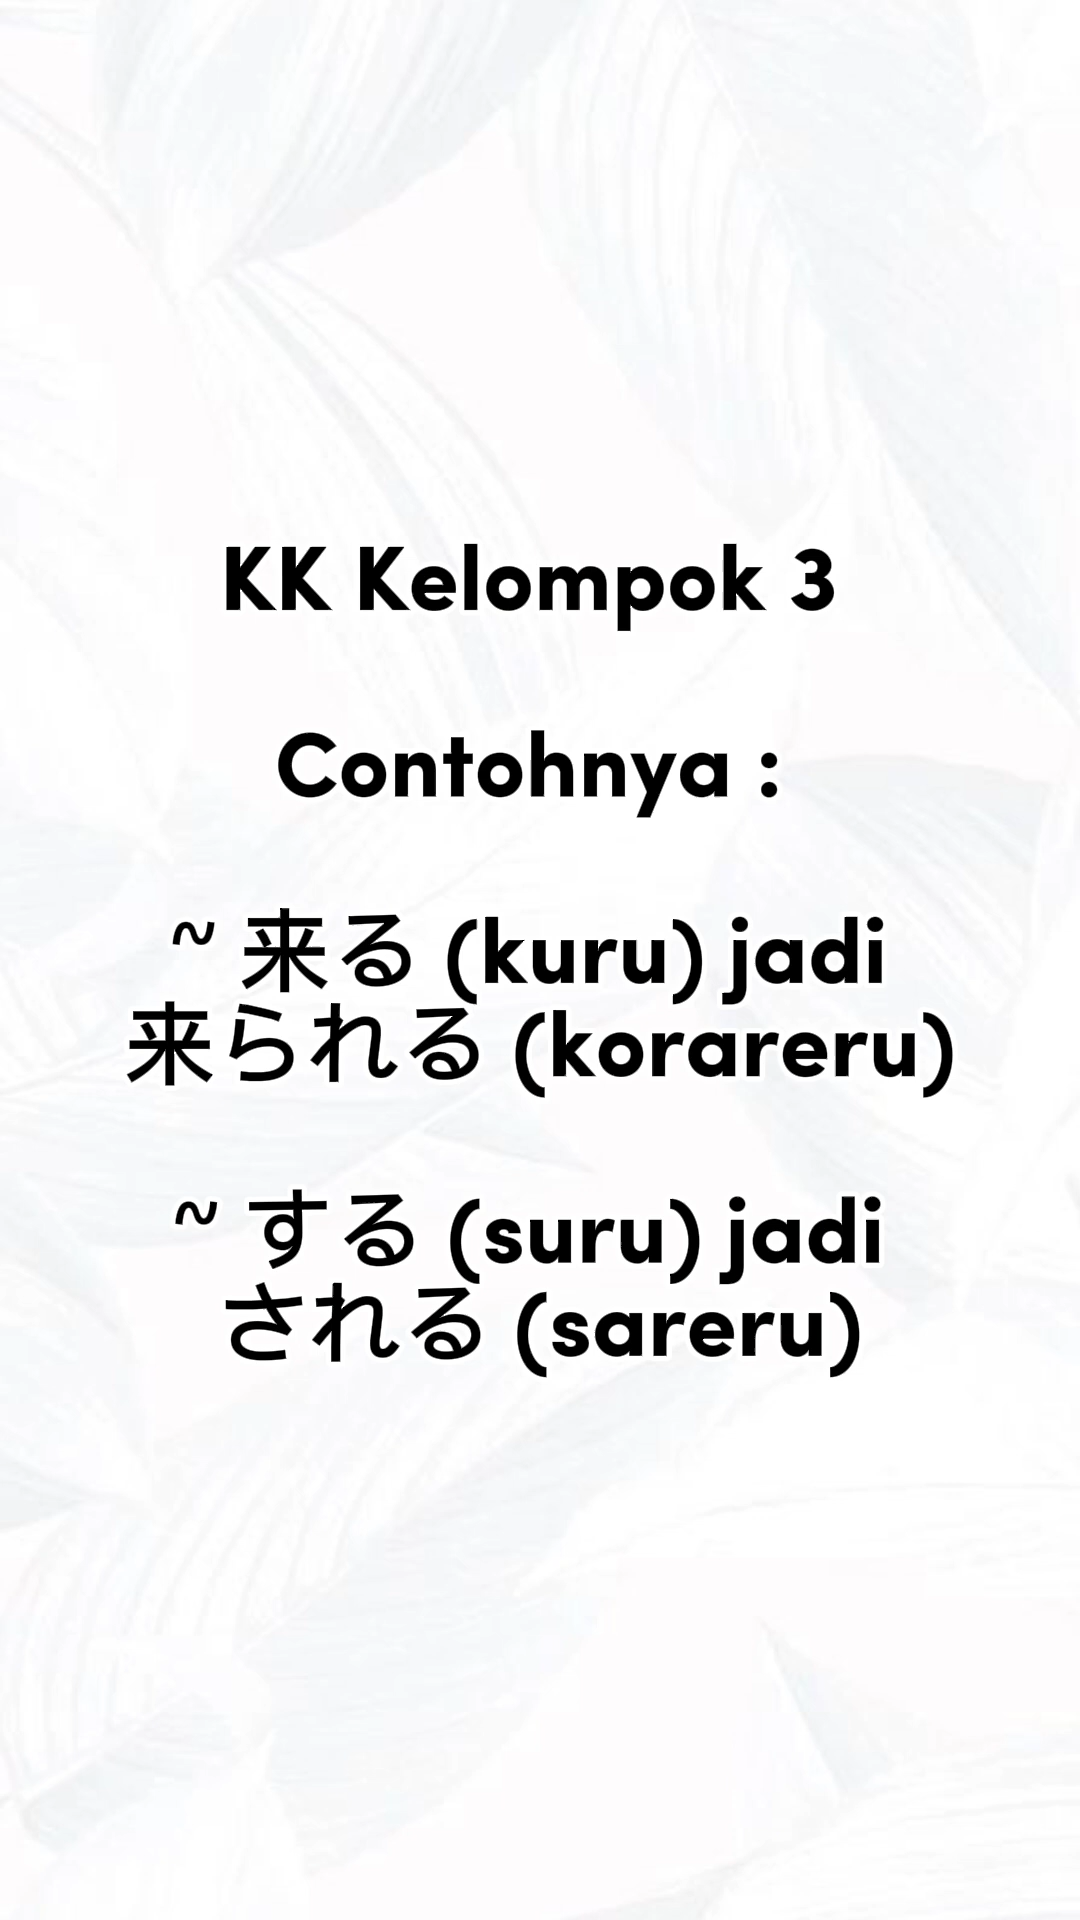 KK Kelompok 3
Contohnya :
~ 来る (kuru) jadi
来られる (korareru)
~ する (suru) jadi
される (sareru)